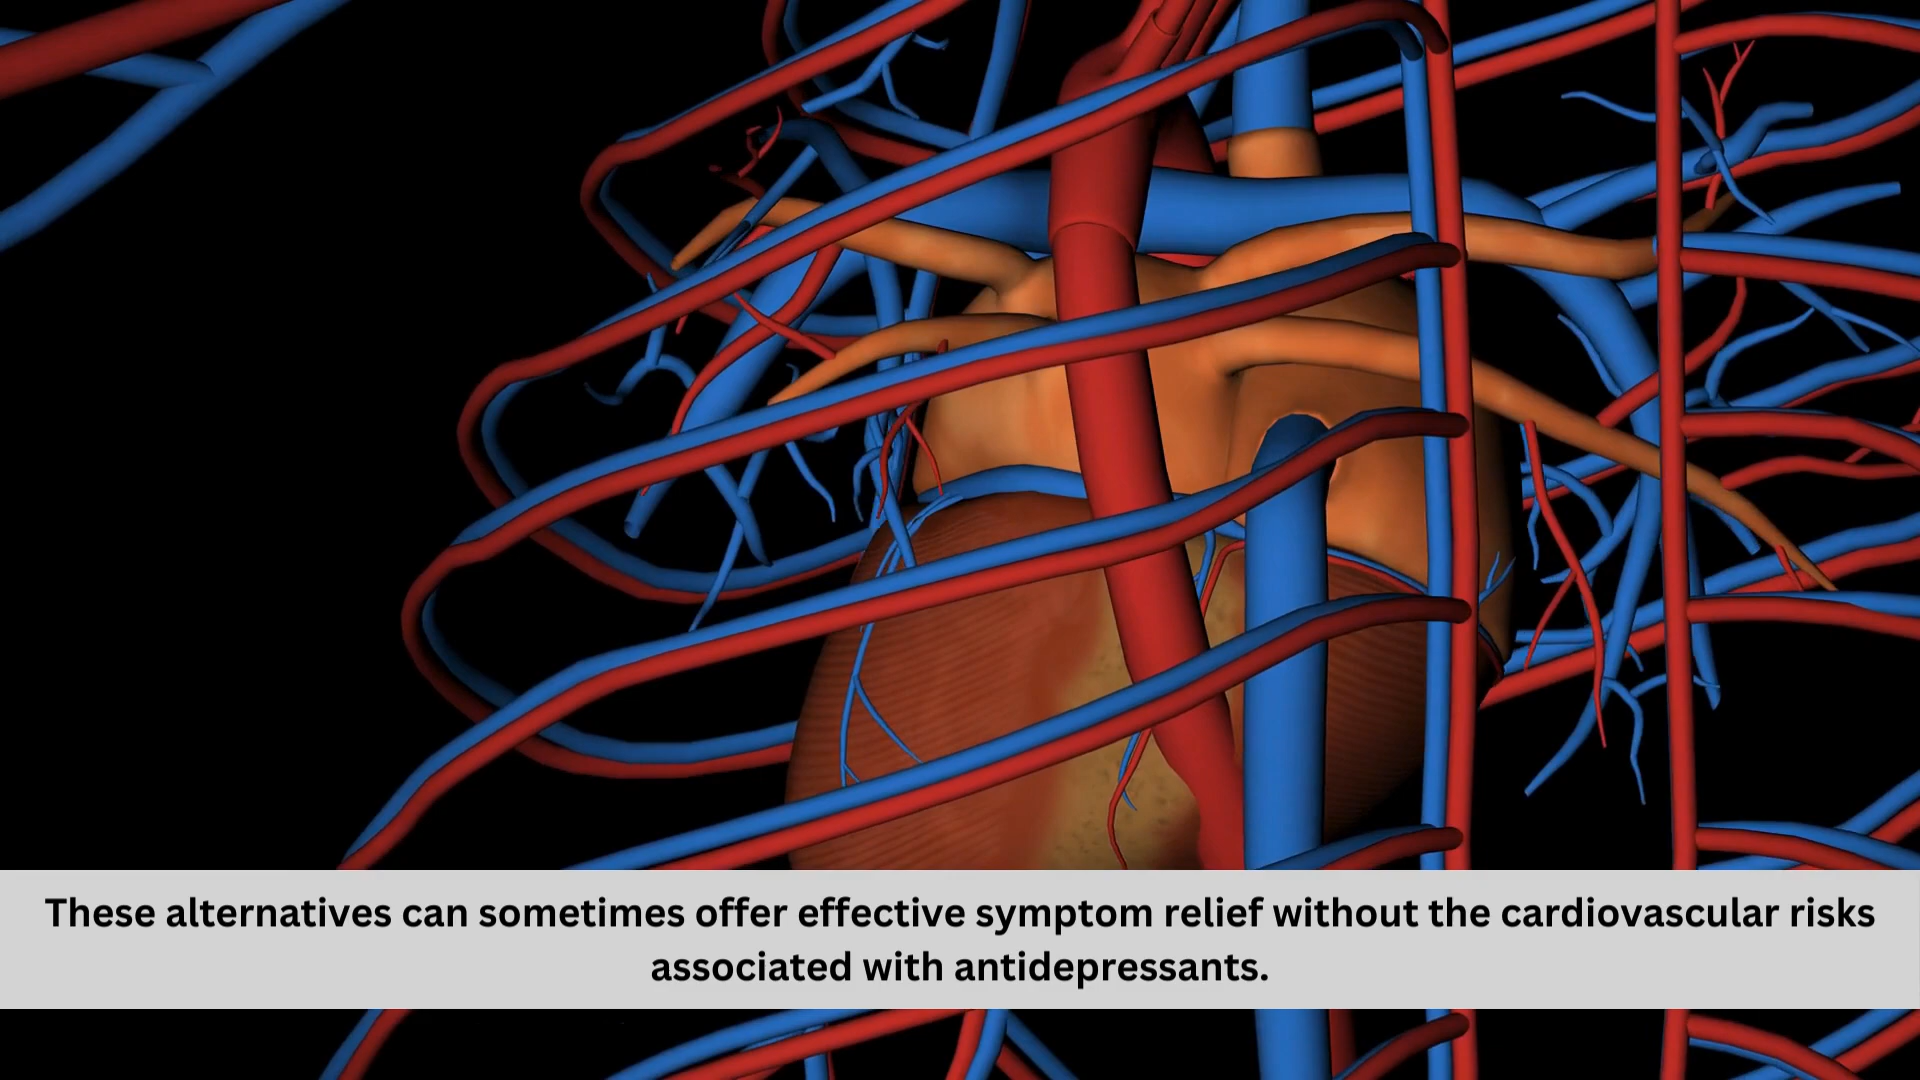 These alternatives can sometimes offer effective symptom relief without the cardiovascular risks
associated with antidepressants.